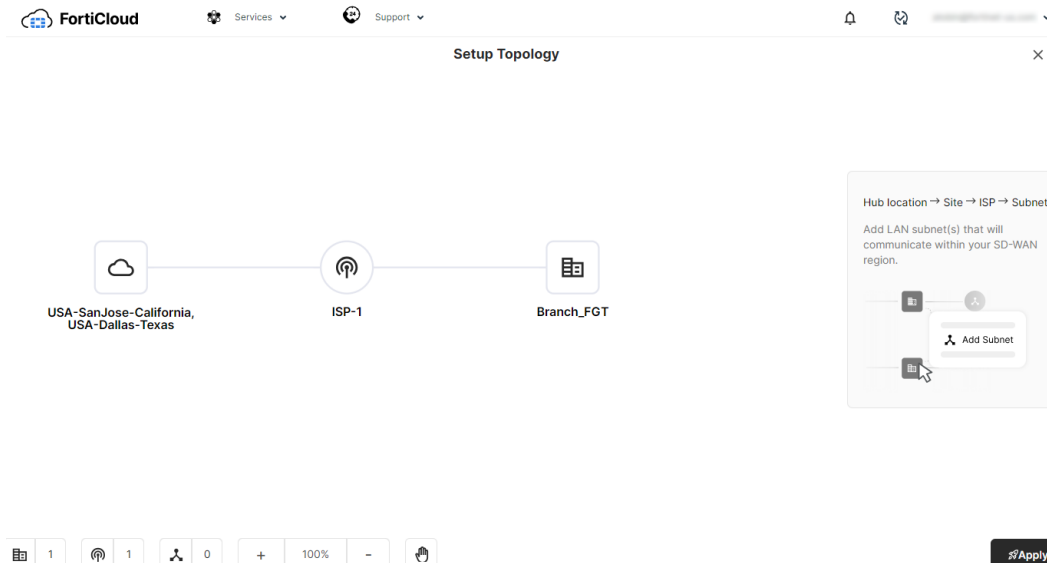 FortiCloud
Services
24
Support
Setup Topology
Hub location → Site → ISP → Subnet
Add LAN subnet(s) that will
communicate within your SD-WAN
region.
Add Subnet
USA-SanJose-California,
USA-Dallas-Texas
ISP-1
Branch_FGT
1
1
0
+
100%
-
Apply